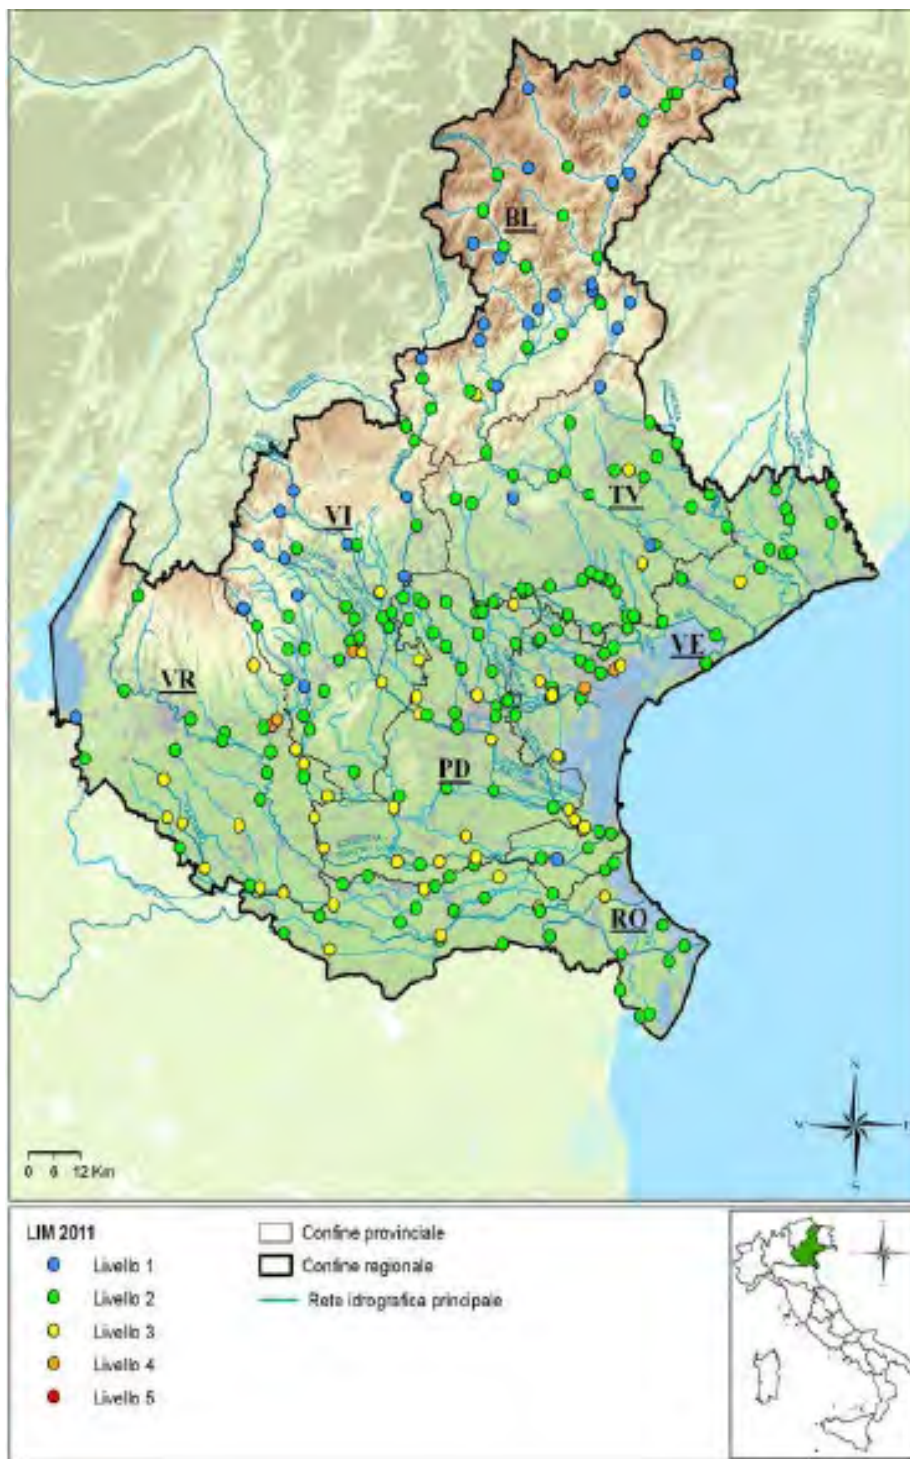 BL
VI
TV
VE
VR
PD
RO
N
S
0 6 12 Km
LIM 2011
Livello 1
Livello 2
Livello 3
Livello 4
Livello 5
Confine provinciale
Confine regionale
Rete idrografica principale